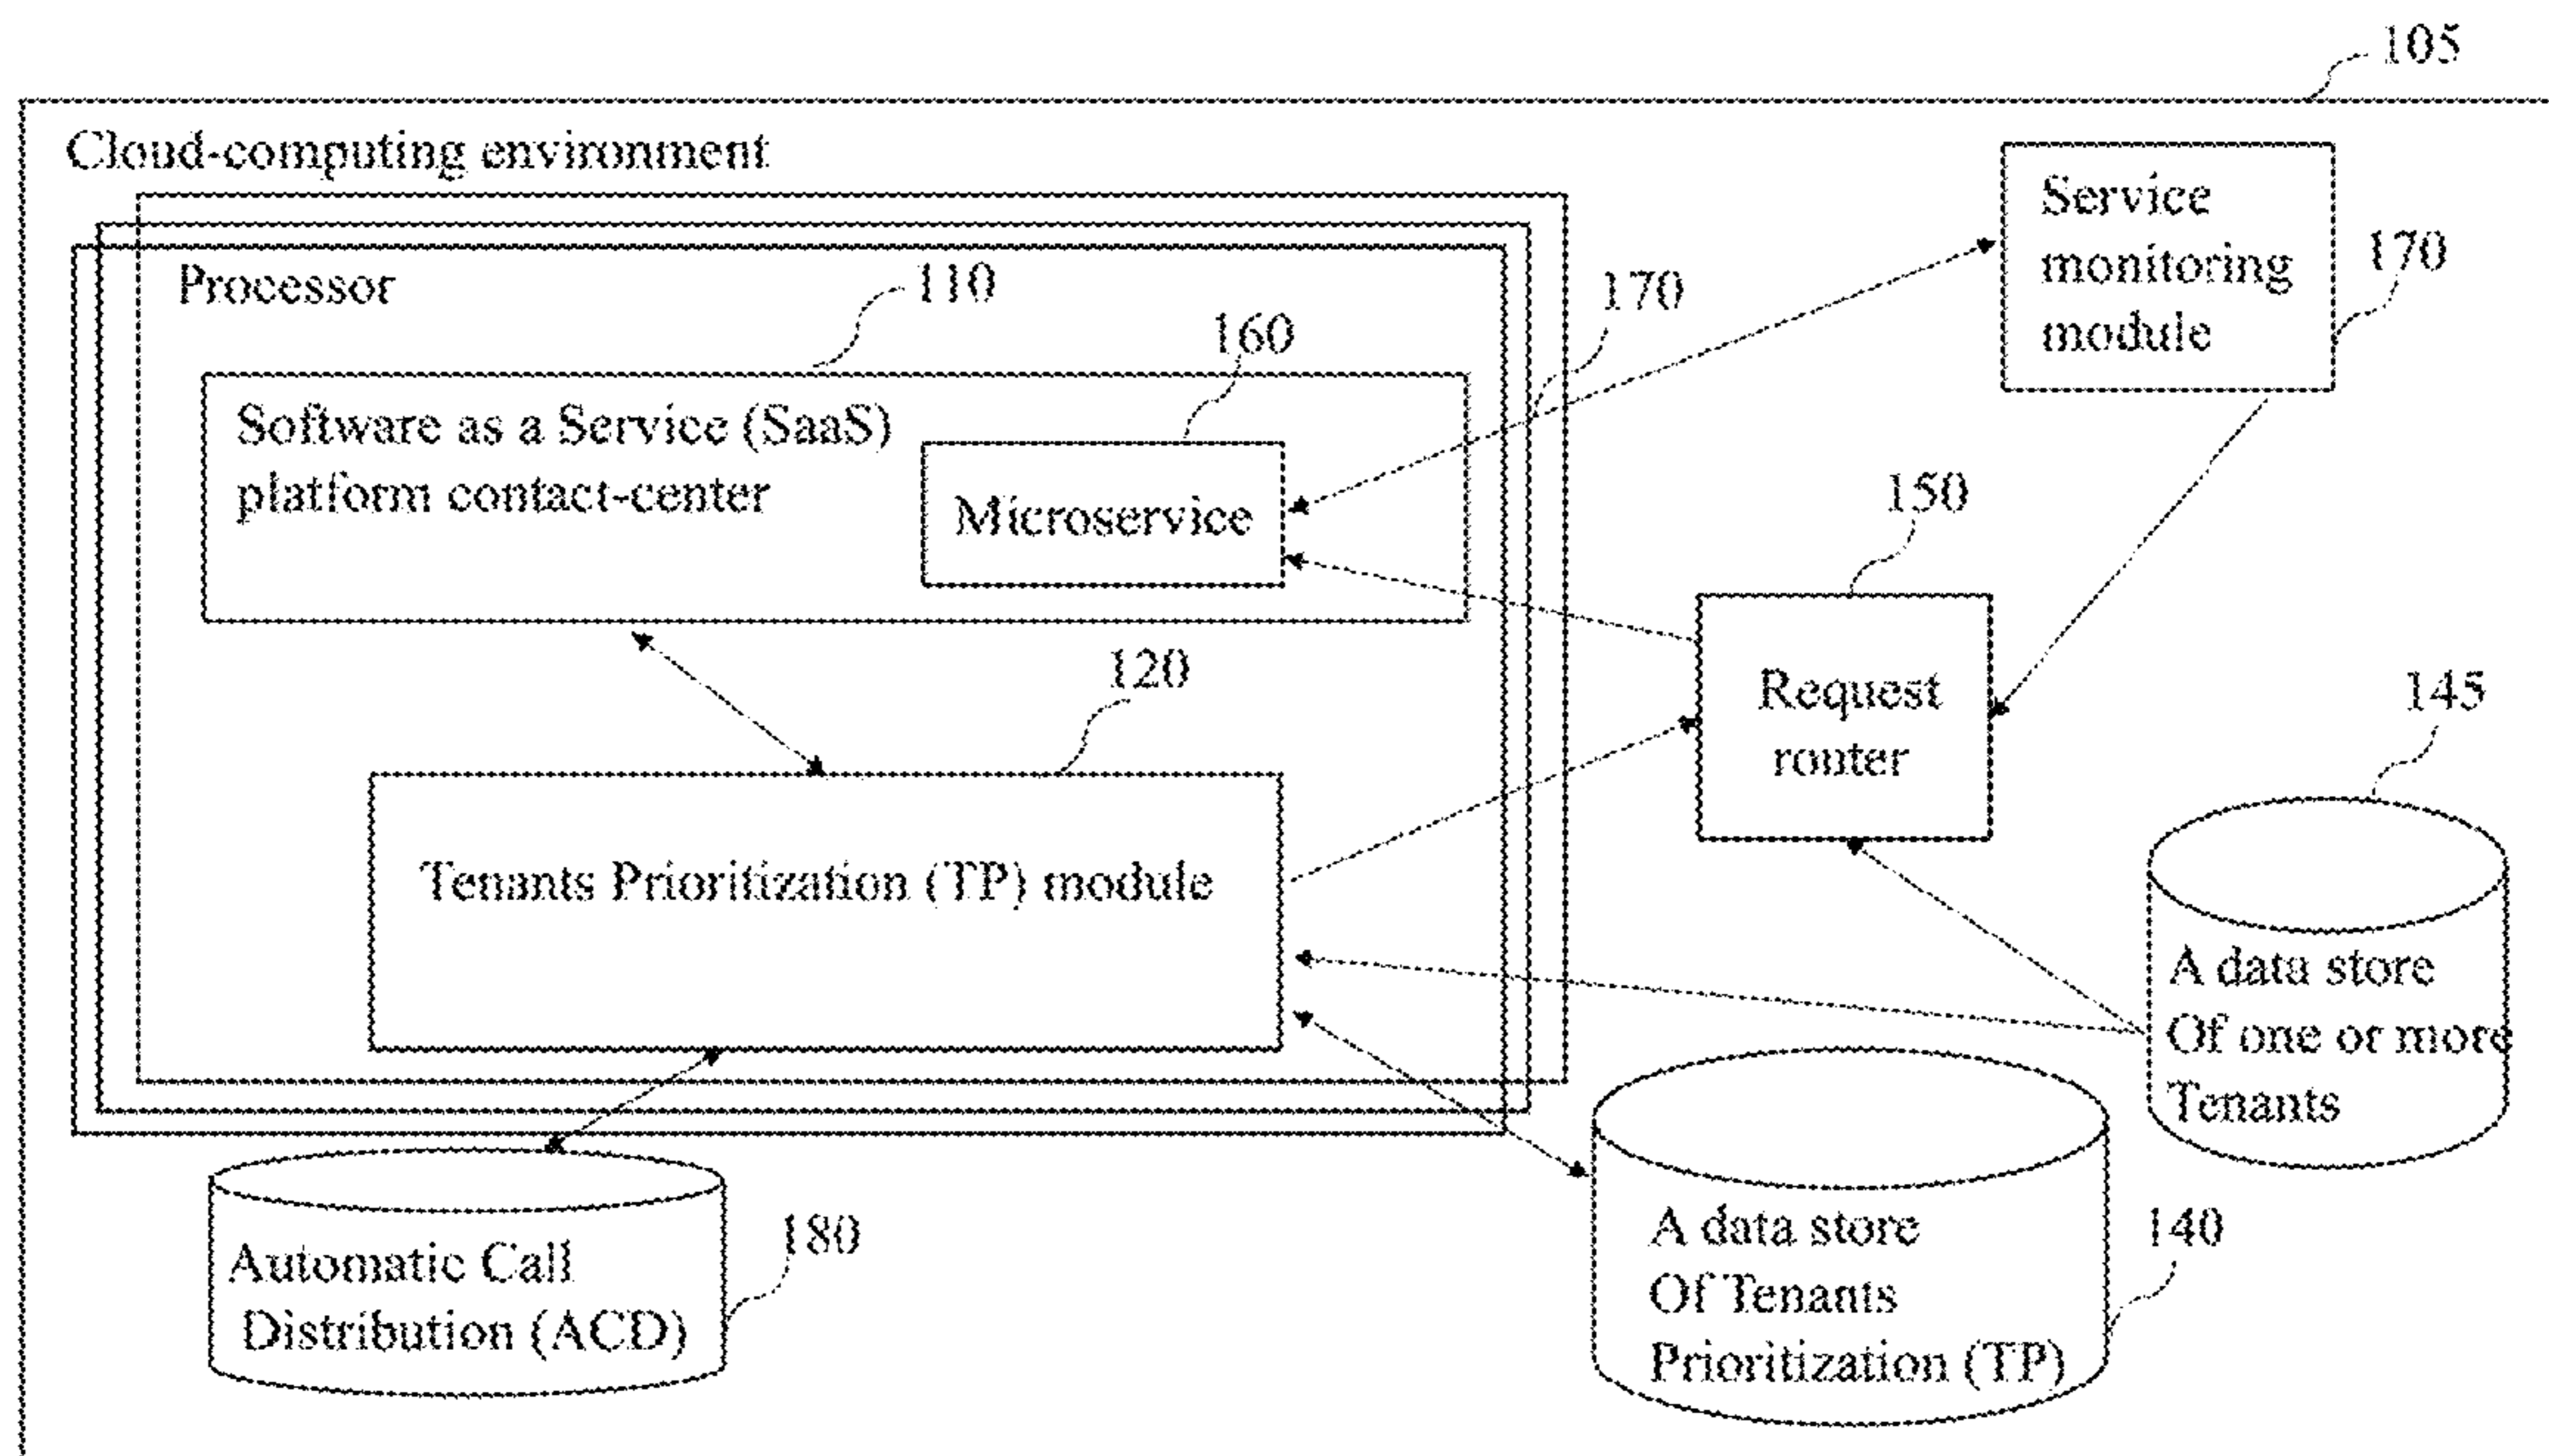 105
Cloud-computing environment
Service
monitoring
module
170
Processor
110
170
160
Software as a Service (SaaS)
platform contact-center
Microservice
150
120
Request
router
145
Tenants Prioritization (TP) module
A data store
Of one or more
Tenants
A data store
Of Tenants
Prioritization (TP)
140
180
Automatic Call
Distribution (ACD)